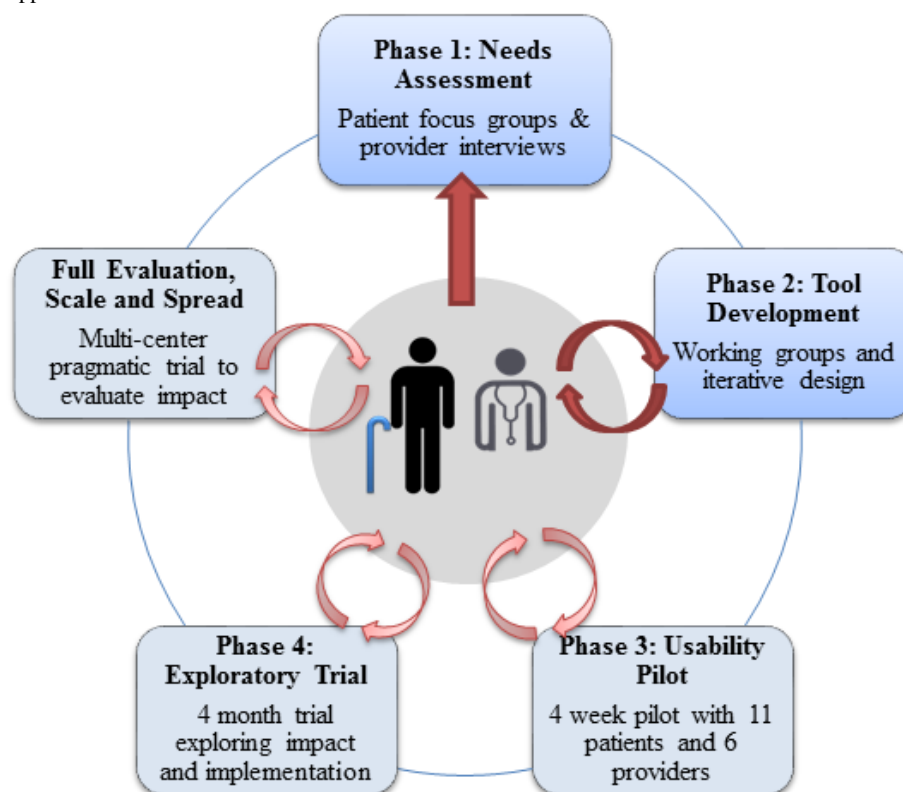 Phase 1: Needs
Assessment
Patient focus groups &
provider interviews
Phase 2: Tool
Development
Working groups and
iterative design
Phase 3: Usability
Pilot
4 week pilot with 11
patients and 6
providers
Phase 4:
Exploratory Trial
4 month trial
exploring impact
and implementation
Full Evaluation,
Scale and Spread
Multi-center
pragmatic trial to
evaluate impact